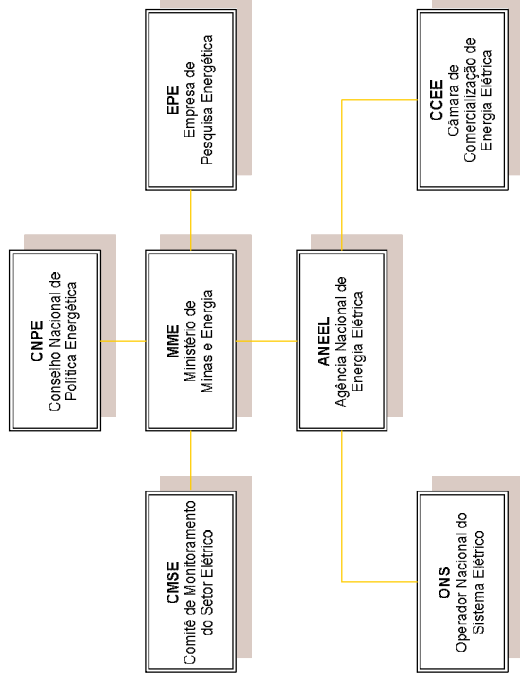 CNPE
Conselho Nacional de
Política Energética
CMSE
Comitê de Monitoramento
do Setor Elétrico
MME
Ministério de
Minas e Energia
EPE
Empresa de
Pesquisa Energética
ANEEL
Agência Nacional de
Energia Elétrica
ONS
Operador Nacional do
Sistema Elétrico
CCEE
Câmara de
Comercialização de
Energia Elétrica